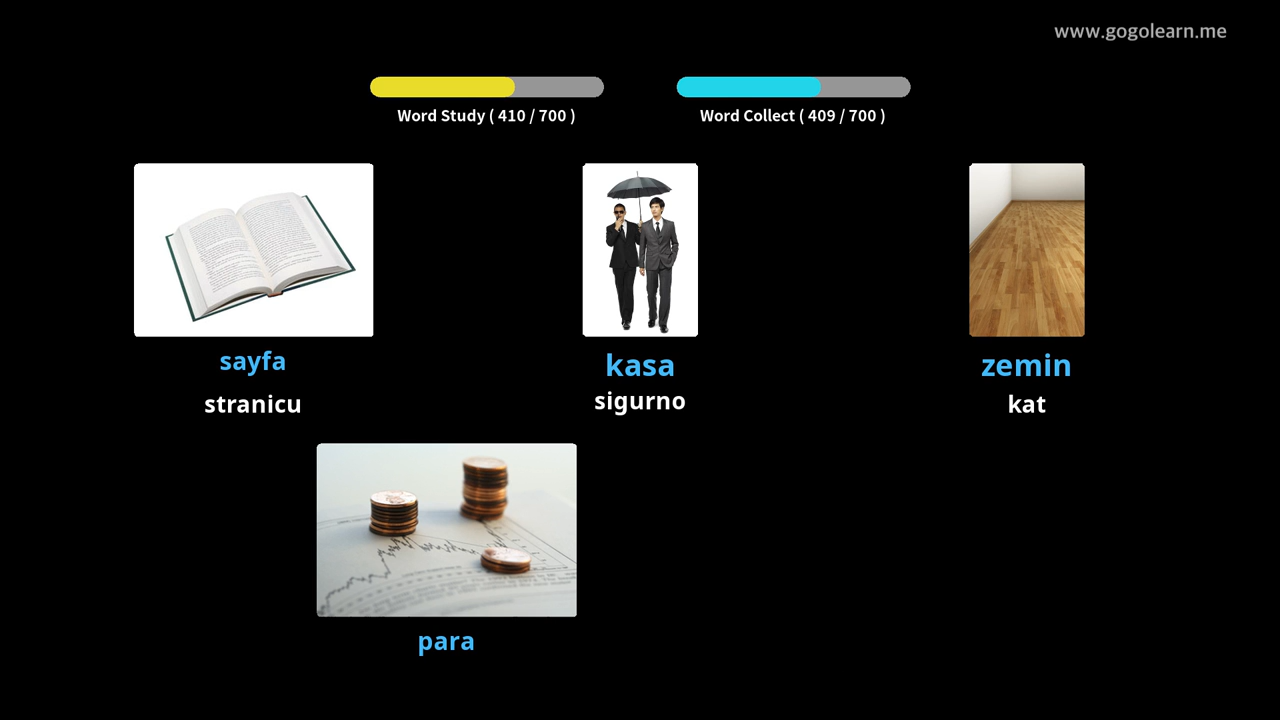 www.gogolearn.me
Word Study ( 410 / 700 )
Word Collect ( 409 / 700 )
sayfa
stranicu
kasa
sigurno
zemin
kat
para